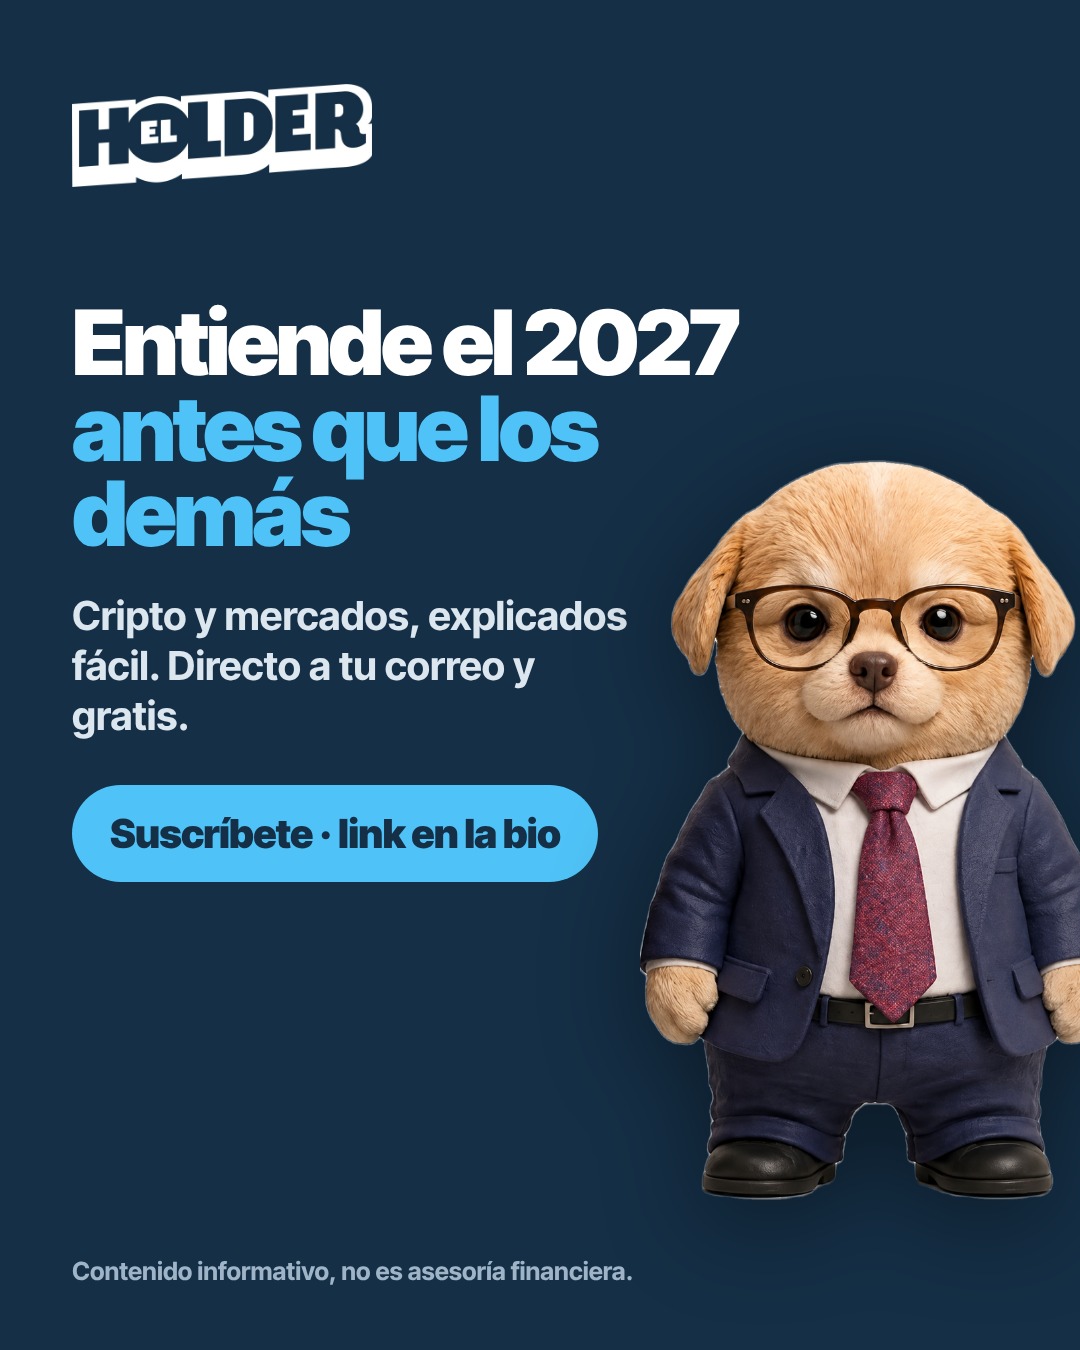 EL HOLDER
Entiende el 2027
antes que los
demás
Cripto y mercados, explicados
fácil. Directo a tu correo y
gratis.
Suscríbete · link en la bio
Contenido informativo, no es asesoría financiera.